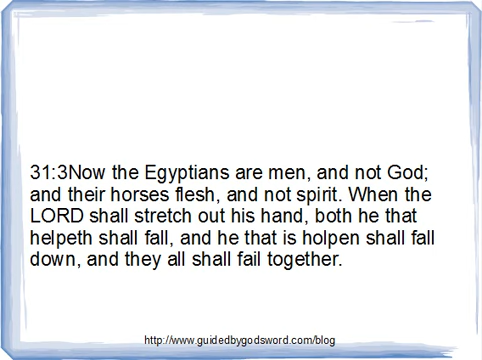 31:3Now the Egyptians are men, and not God;
and their horses flesh, and not spirit. When the
LORD shall stretch out his hand, both he that
helpeth shall fall, and he that is holpen shall fall
down, and they all shall fail together.
http://www.guidedbygodsword.com/blog